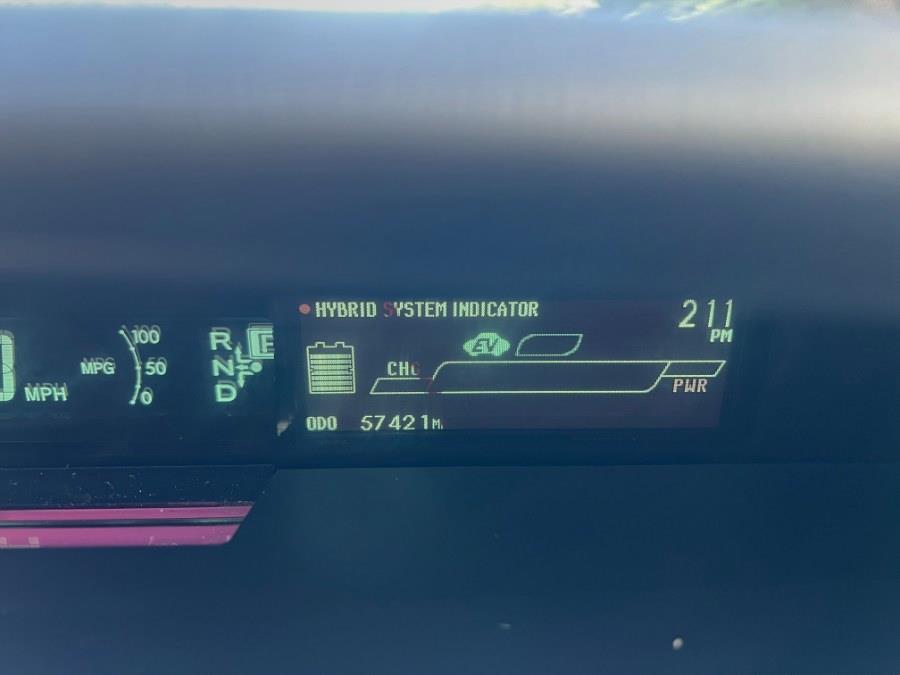 HYBRID SYSTEM INDICATOR
211
PM
100
MPG
50
0
MPH
R
N
D
EV
CHG
PWR
ODO 57421